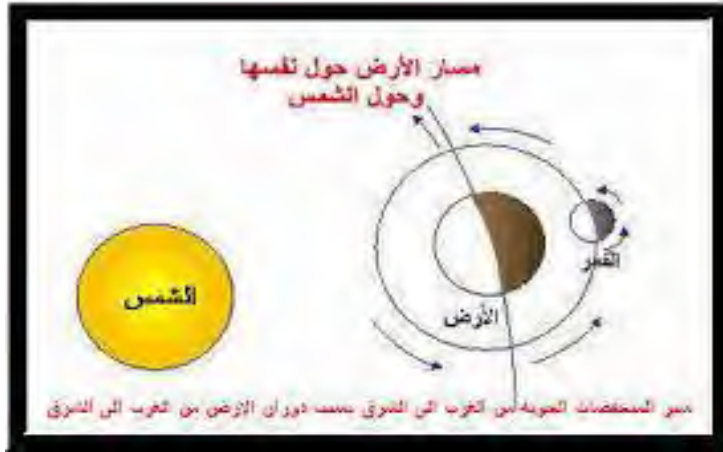 مسار الأرض حول نفسها
وحول الشمس
القمر
الشمس
الأرض
سير المنخفضات الجوية من الغرب الى الشرق بسبب دوران الارض من الغرب الى الشرق